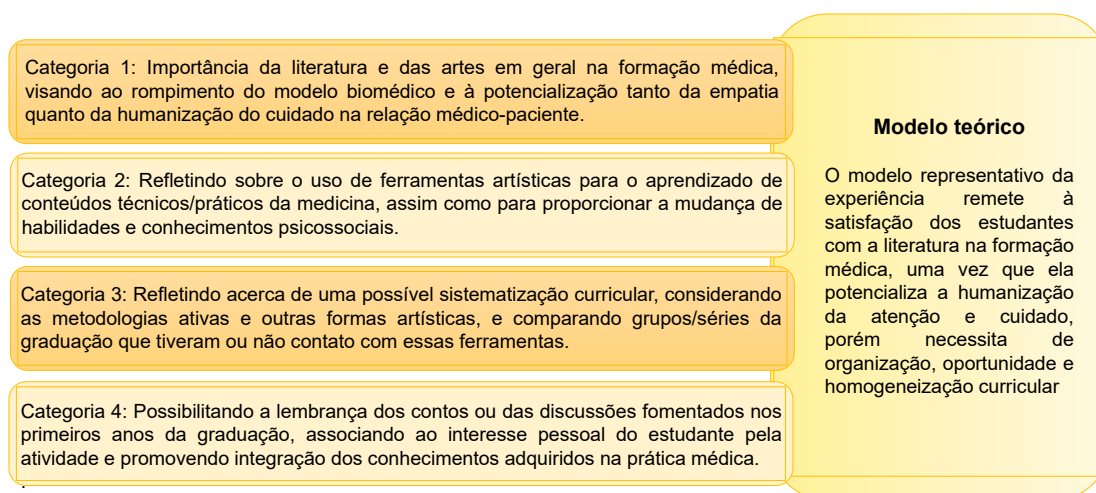 Categoria 1: Importância da literatura e das artes em geral na formação médica,
visando ao rompimento do modelo biomédico e à potencialização tanto da empatia
quanto da humanização do cuidado na relação médico-paciente.
Categoria 2: Refletindo sobre o uso de ferramentas artísticas para o aprendizado de
conteúdos técnicos/práticos da medicina, assim como para proporcionar a mudança de
habilidades e conhecimentos psicossociais.
Categoria 3: Refletindo acerca de uma possível sistematização curricular, considerando
as metodologias ativas e outras formas artísticas, e comparando grupos/séries da
graduação que tiveram ou não contato com essas ferramentas.
Categoria 4: Possibilitando a lembrança dos contos ou das discussões fomentados nos
primeiros anos da graduação, associando ao interesse pessoal do estudante pela
atividade e promovendo integração dos conhecimentos adquiridos na prática médica.
.
Modelo teórico
O modelo representativo da
experiência remete à
satisfação dos estudantes
com a literatura na formação
médica, uma vez que ela
potencializa a humanização
da atenção e cuidado,
porém necessita de
organização, oportunidade e
homogeneização curricular